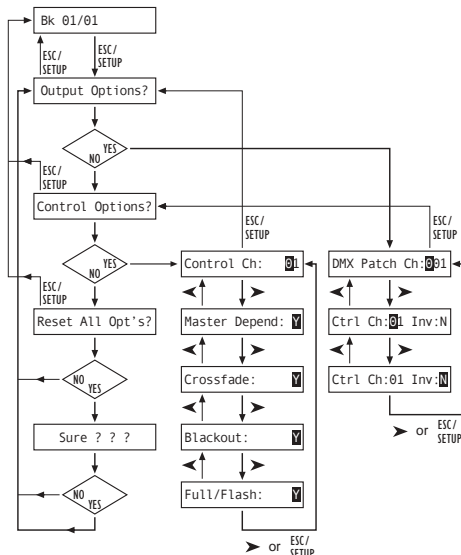 Bk 01/01
ESC/
SETUP
ESC/
SETUP
Output Options?
YES
NO
ESC/
SETUP
ESC/
SETUP
ESC/
SETUP
Control Options?
YES
NO
ESC/
SETUP
Control Ch: 01
DMX Patch Ch:001
Reset All Opt's?
Master Depend: Y
Ctrl Ch:01 Inv:N
NO
YES
Crossfade: Y
Ctrl Ch:01 Inv:N
Sure ? ? ?
Blackout: Y
➤ or ESC/
SETUP
NO
YES
Full/Flash: Y
➤ or ESC/
SETUP